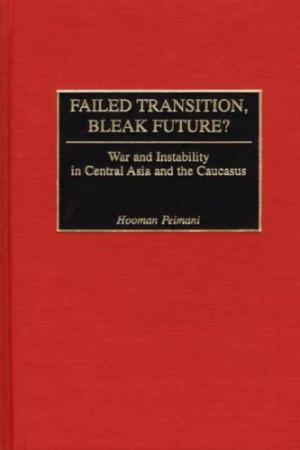 FAILED TRANSITION,
BLEAK FUTURE?
War and Instability
in Central Asia and the Caucasus
Hooman Peimani